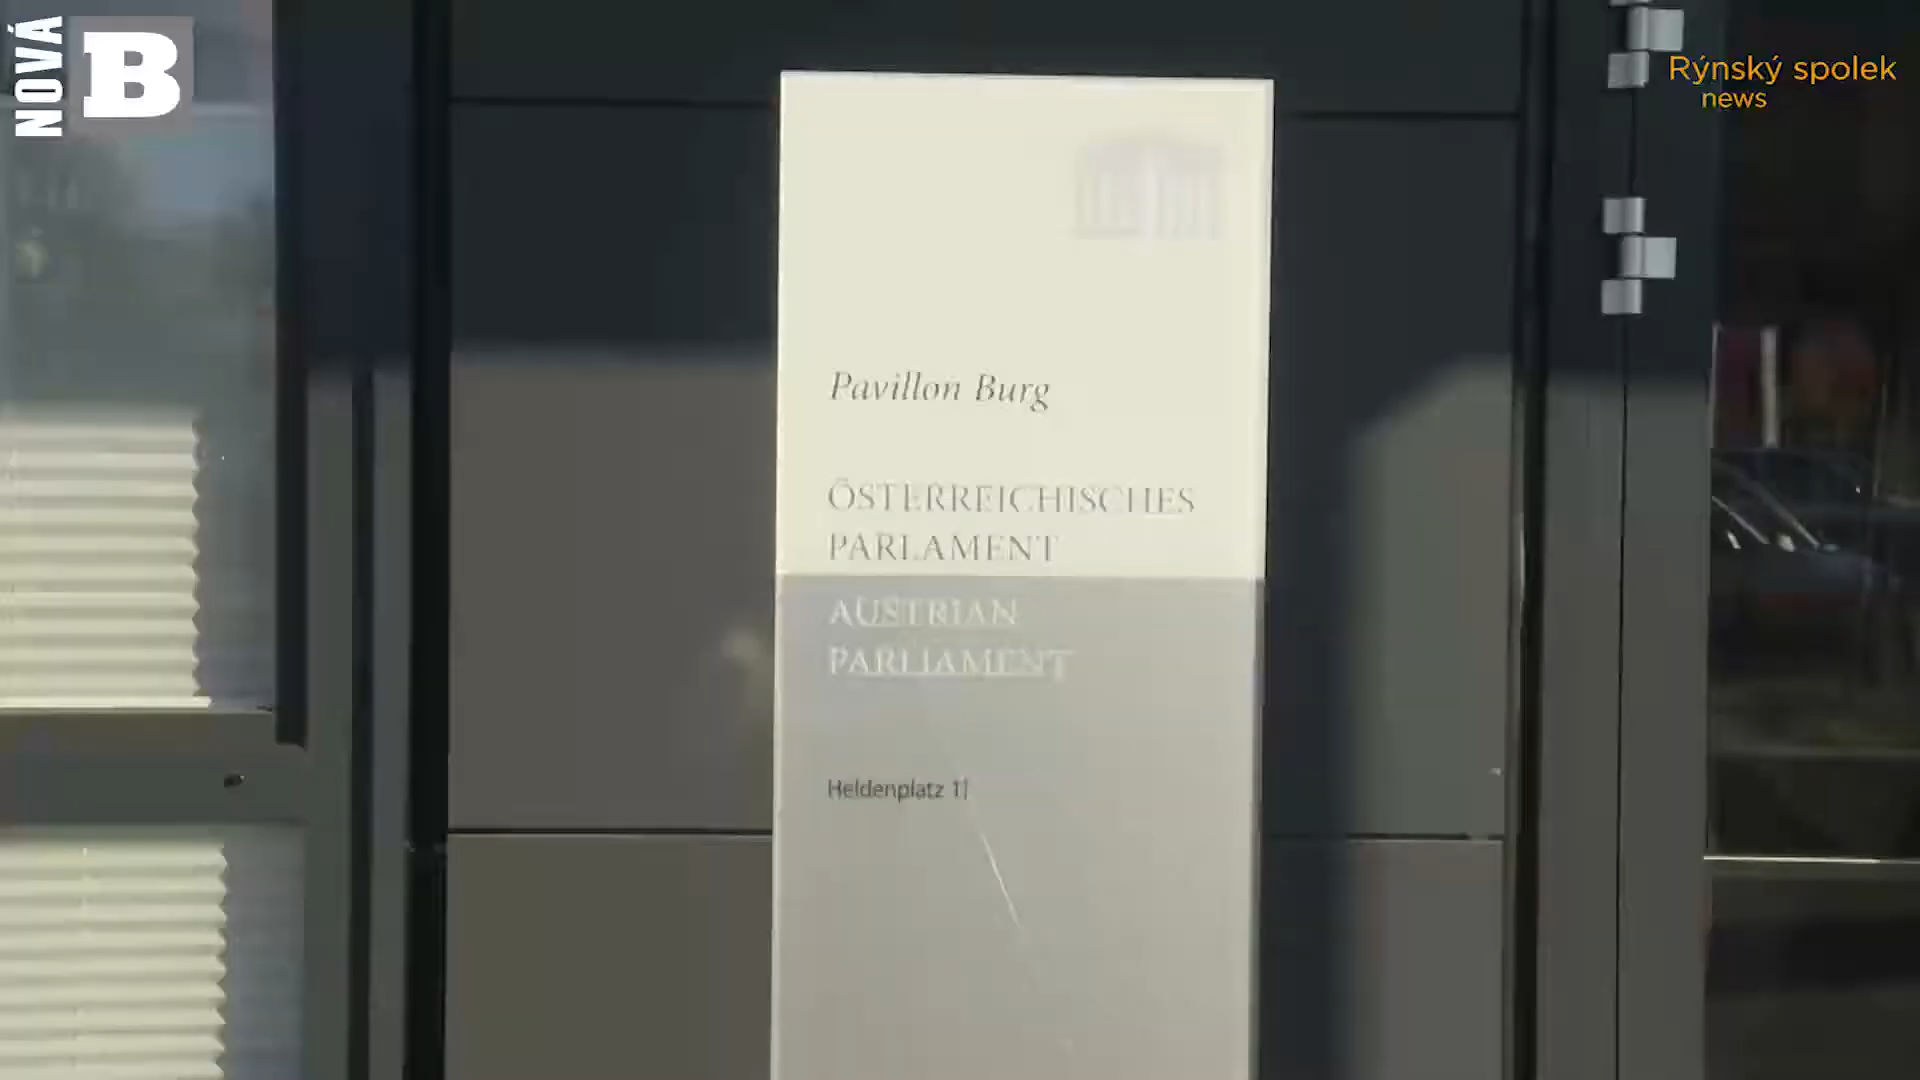 NOVÁ
B
Rýnský spolek
news
Pavillon Burg
ÖSTERREICHISCHES
PARLAMENT
AUSTRIAN
PARLIAMENT
Heldenplatz 1